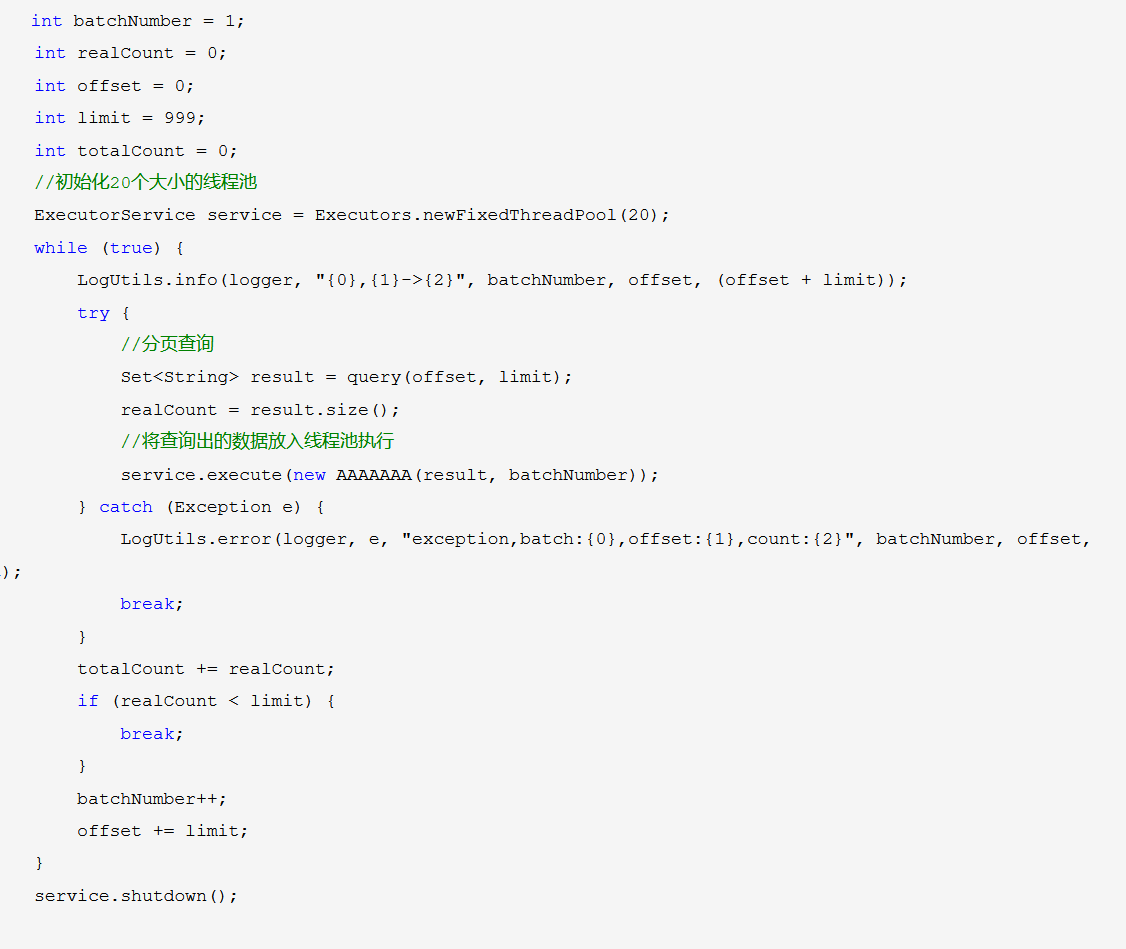 int batchNumber = 1;
int realCount = 0;
int offset = 0;
int limit = 999;
int totalCount = 0;
//初始化20个大小的线程池
ExecutorService service = Executors.newFixedThreadPool(20);
while (true) {
LogUtils.info(logger, "{0},{1}->{2}", batchNumber, offset, (offset + limit));
try {
//分页查询
Set<String> result = query(offset, limit);
realCount = result.size();
//将查询出的数据放入线程池执行
service.execute(new AAAAAAA(result, batchNumber));
} catch (Exception e) {
LogUtils.error(logger, e, "exception,batch:{0},offset:{1},count:{2}", batchNumber, offset,
);
break;
}
totalCount += realCount;
if (realCount < limit) {
break;
}
batchNumber++;
offset += limit;
}
service.shutdown();